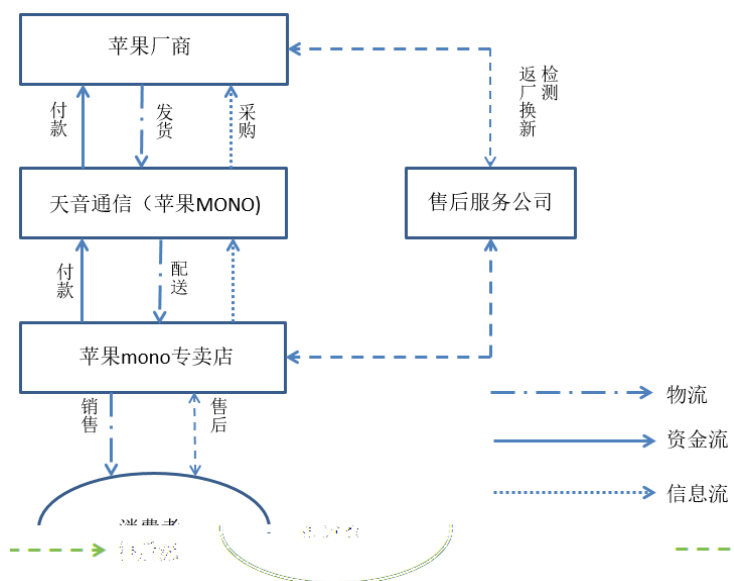 苹果厂商
付款
发货
采购
检测
返厂换新
天音通信（苹果MONO)
售后服务公司
付款
配送
苹果mono专卖店
销售
售后
物流
资金流
信息流
消费者